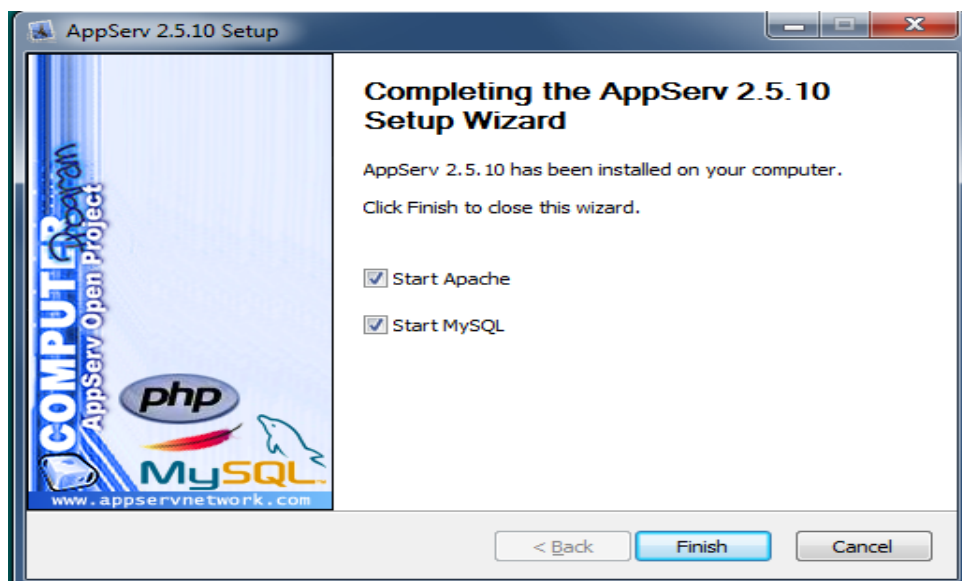 AppServ 2.5.10 Setup
Completing the AppServ 2.5.10
Setup Wizard
AppServ 2.5.10 has been installed on your computer.
Click Finish to close this wizard.
Start Apache
Start MySQL
COMPUTER
Program
AppServ Open Project
php
MySQL
www.appservnetwork.com
< Back
Finish
Cancel